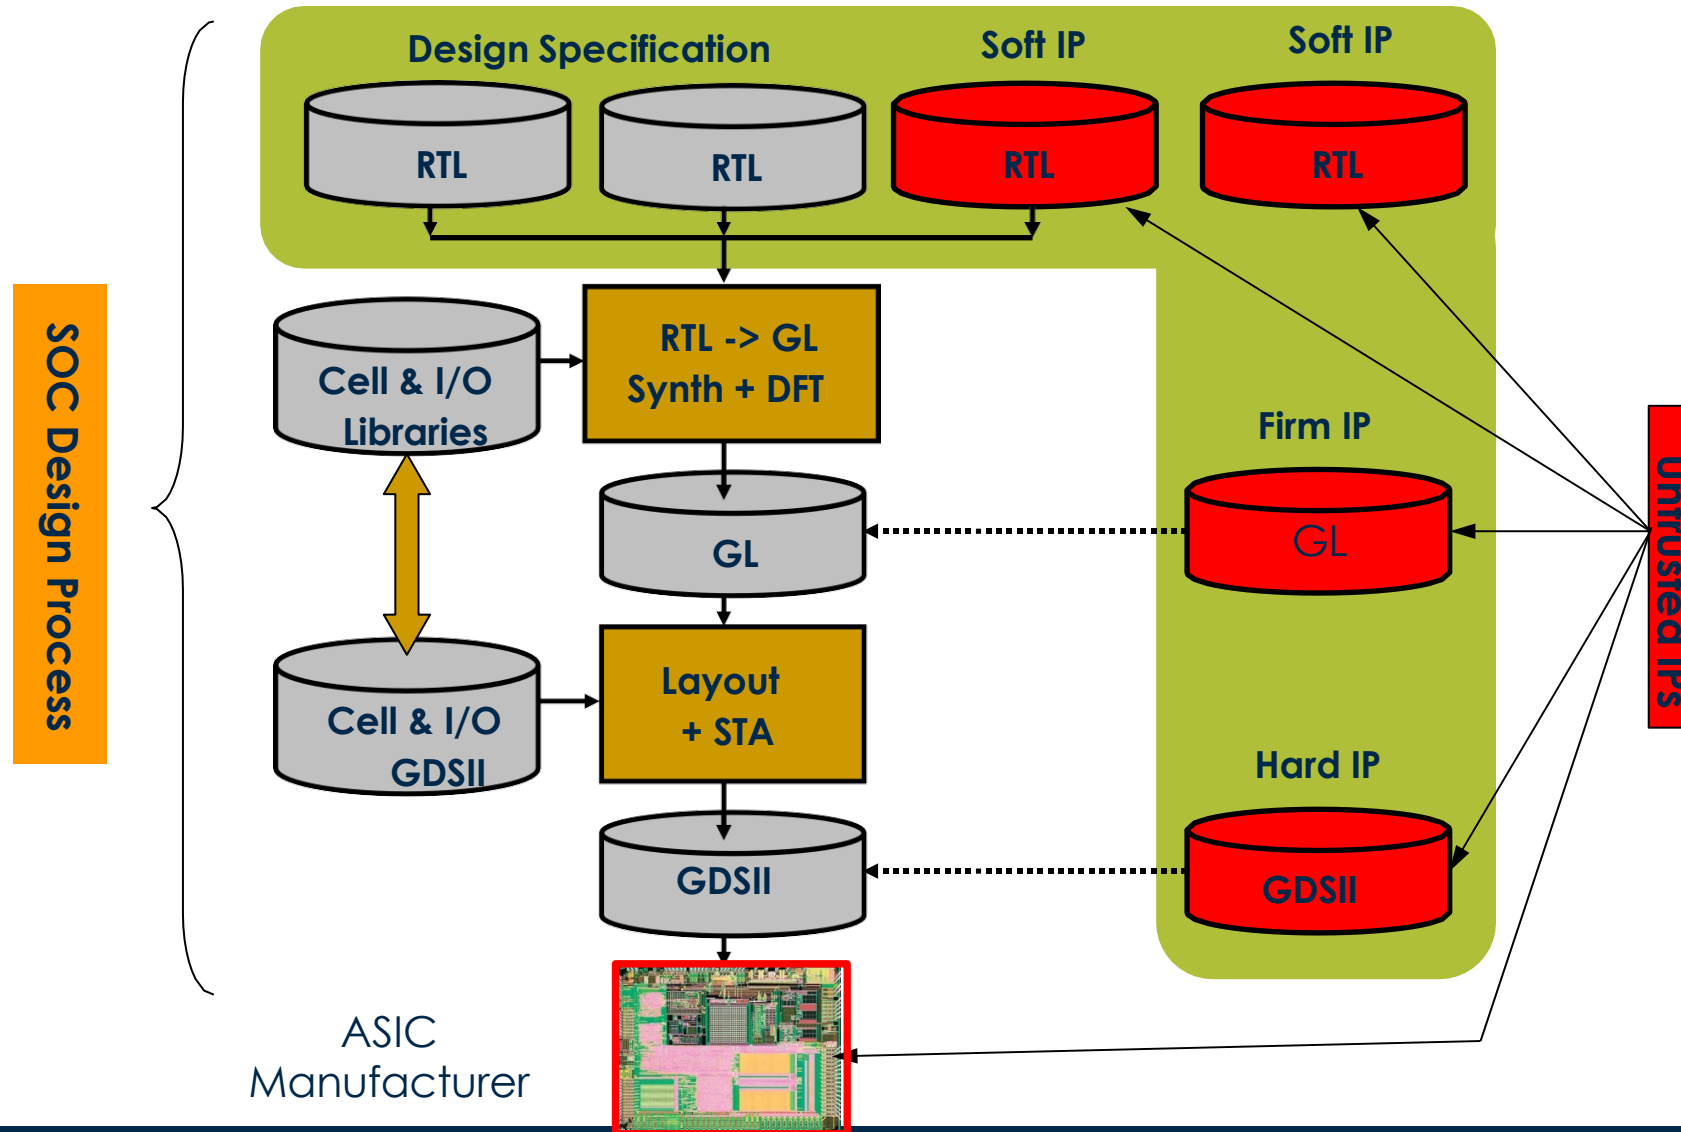 Design Specification
Soft IP
Soft IP
RTL
RTL
RTL
RTL
SOC Design Process
Cell & I/O
Libraries
RTL -> GL
Synth + DFT
Firm IP
GL
GL
Untrusted IPs
Cell & I/O
GDSII
Layout
+ STA
Hard IP
GDSII
GDSII
ASIC
Manufacturer